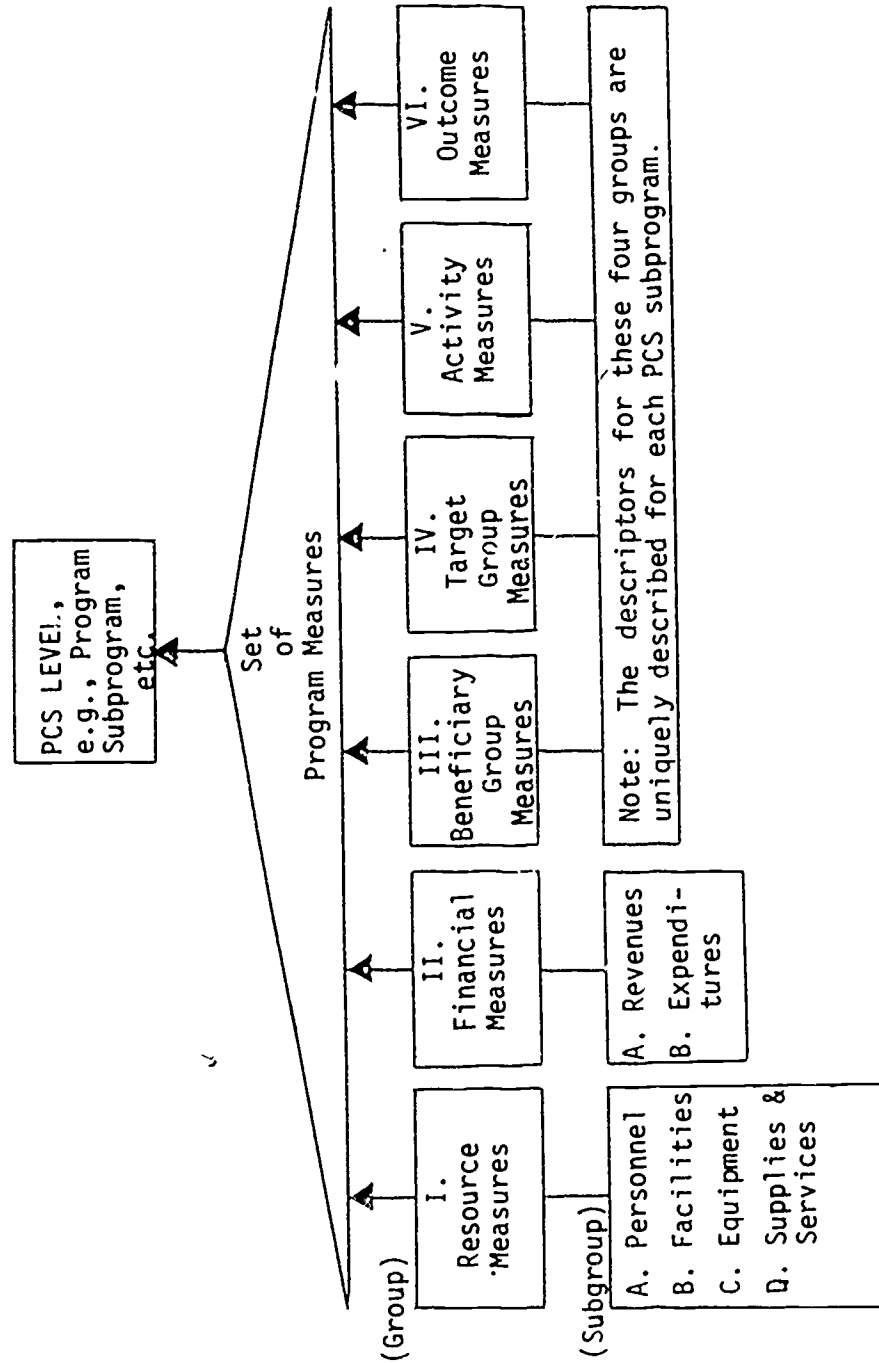 PCS LEVEL,
e.g., Program
Subprogram,
etc.
Set
of
Program Measures
(Group)
I.
Resource
Measures
II.
Financial
Measures
III.
Beneficiary
Group
Measures
IV.
Target
Group
Measures
V.
Activity
Measures
VI.
Outcome
Measures
(Subgroup)
A. Personnel
B. Facilities
C. Equipment
D. Supplies &
Services
A. Revenues
B. Expendi-
tures
Note: The descriptors for these four groups are
uniquely described for each PCS subprogram.